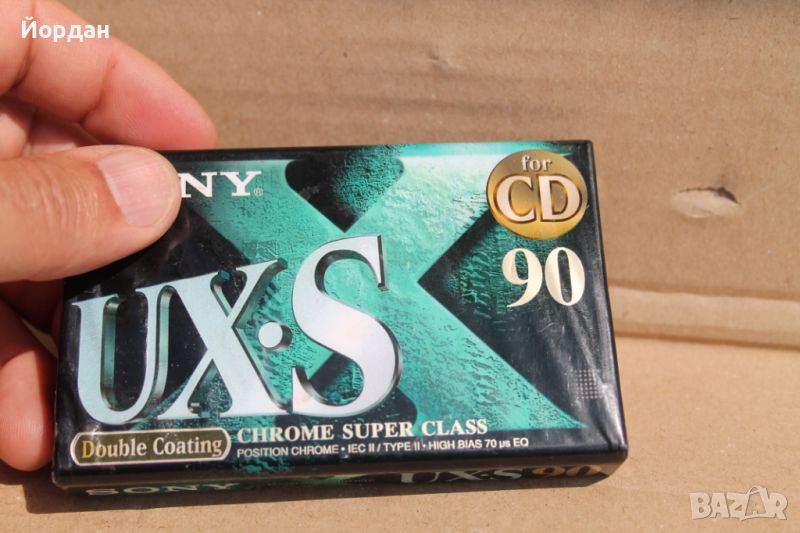 Йордан
NY®
for
CD
90
UX·S
Double Coating
CHROME SUPER CLASS
POSITION CHROME • IEC II / TYPE II • HIGH BIAS 70 µs EQ
SONY UX·S 90
BAZAR